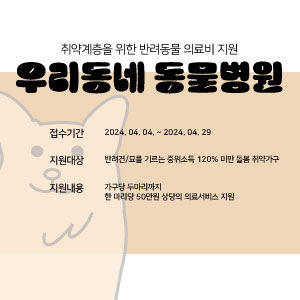 취약계층을 위한 반려동물 의료비 지원
우리동네 동물병원
접수기간 2024. 04. 04. ~ 2024. 04. 29
지원대상 반려견/묘를 기르는 중위소득 120% 미만 돌봄 취약가구
지원내용 가구당 두마리까지
한 마리당 50만원 상당의 의료서비스 지원